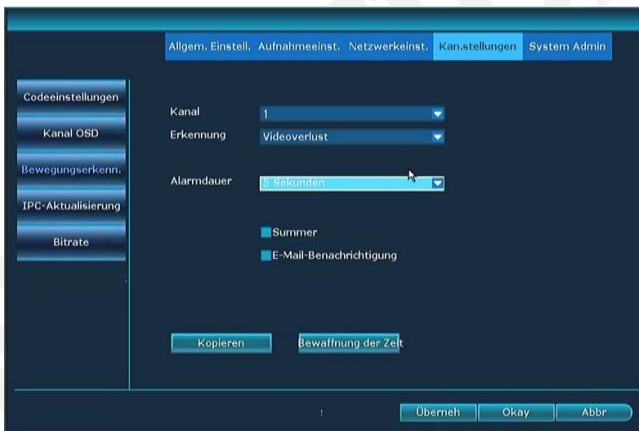 Allgem. Einstell. Aufnahmeeinst. Netzwerkeinst. Kan.stellungen System Admin
Codeeinstellungen
Kanal OSD
Bewegungserkenn.
IPC-Aktualisierung
Bitrate
Kanal 1
Erkennung Videoverlust
Alarmdauer 5 Sekunden
Summer
E-Mail-Benachrichtigung
Kopieren Bewaffnung der Zeit
Überneh Okay Abbr